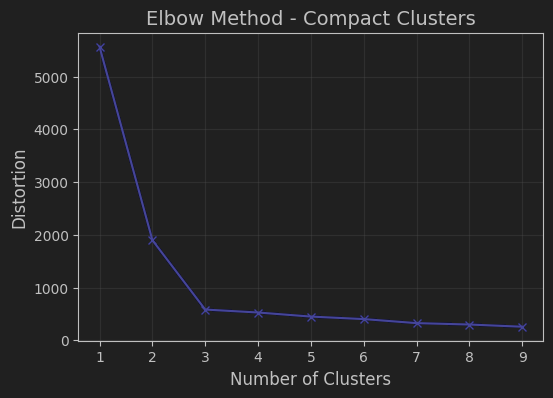 Elbow Method - Compact Clusters
Distortion
5000
4000
3000
2000
1000
0
1 2 3 4 5 6 7 8 9
Number of Clusters